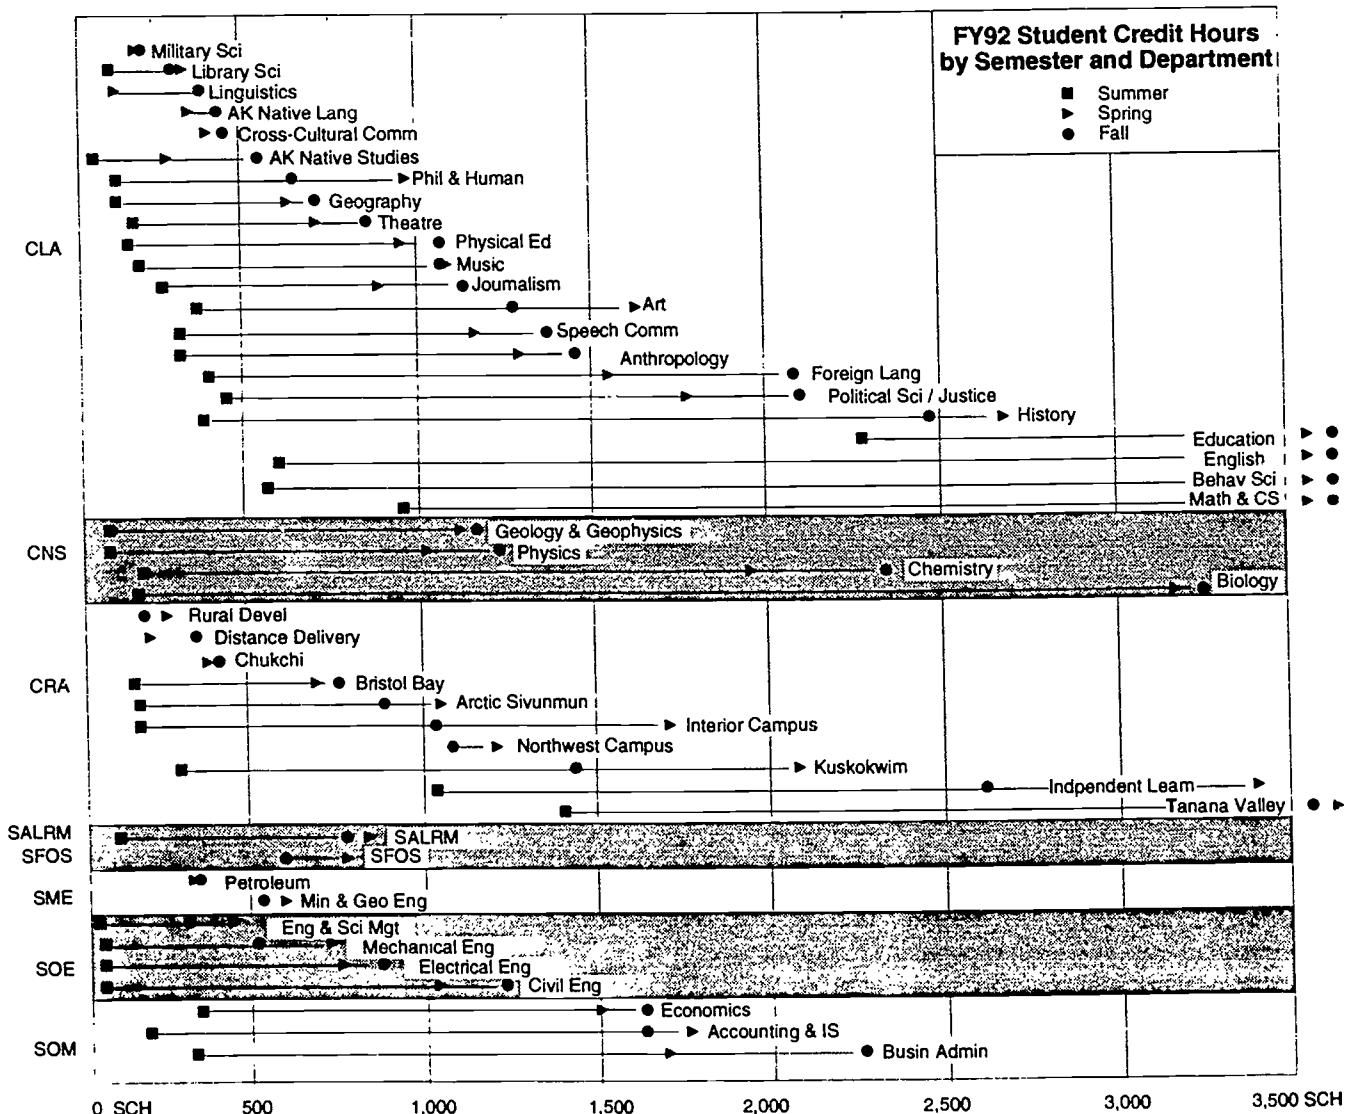 FY92 Student Credit Hours
by Semester and Department
Summer
Spring
Fall
Military Sci
Library Sci
Linguistics
AK Native Lang
Cross-Cultural Comm
AK Native Studies
Phil & Human
Geography
Theatre
CLA
Physical Ed
Music
Journalism
Art
Speech Comm
Anthropology
Foreign Lang
Political Sci / Justice
History
Education
English
Behav Sci
Math & CS
Geology & Geophysics
CNS
Physics
Chemistry
Biology
Rural Devel
Distance Delivery
Chukchi
CRA
Bristol Bay
Arctic Sivunmun
Interior Campus
Northwest Campus
Kuskokwim
Indpendent Learn
Tanana Valley
SALRM SALRM
SFOS SFOS
Petroleum
SME
Min & Geo Eng
Eng & Sci Mgt
Mechanical Eng
SOE
Electrical Eng
Civil Eng
Economics
Accounting & IS
SOM
Busin Admin
0 SCH 500 1,000 1,500 2,000 2,500 3,000 3,500 SCH